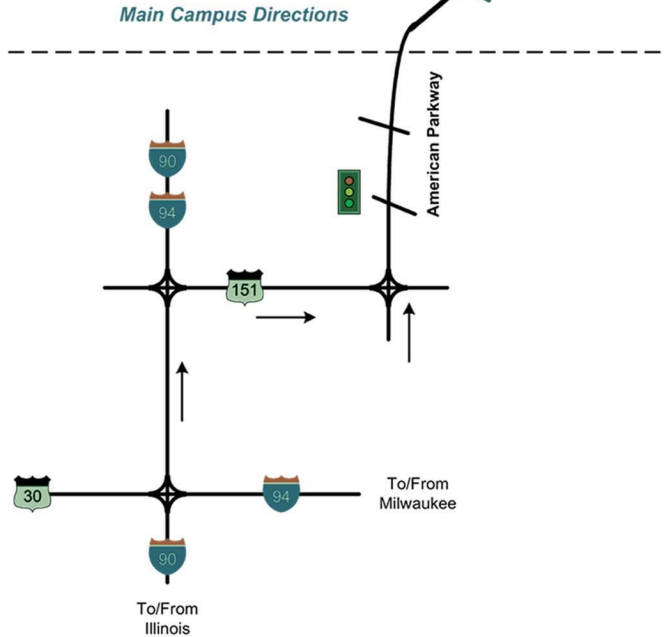 Main Campus Directions
American Parkway
90
94
151
30
94
To/From
Milwaukee
90
To/From
Illinois